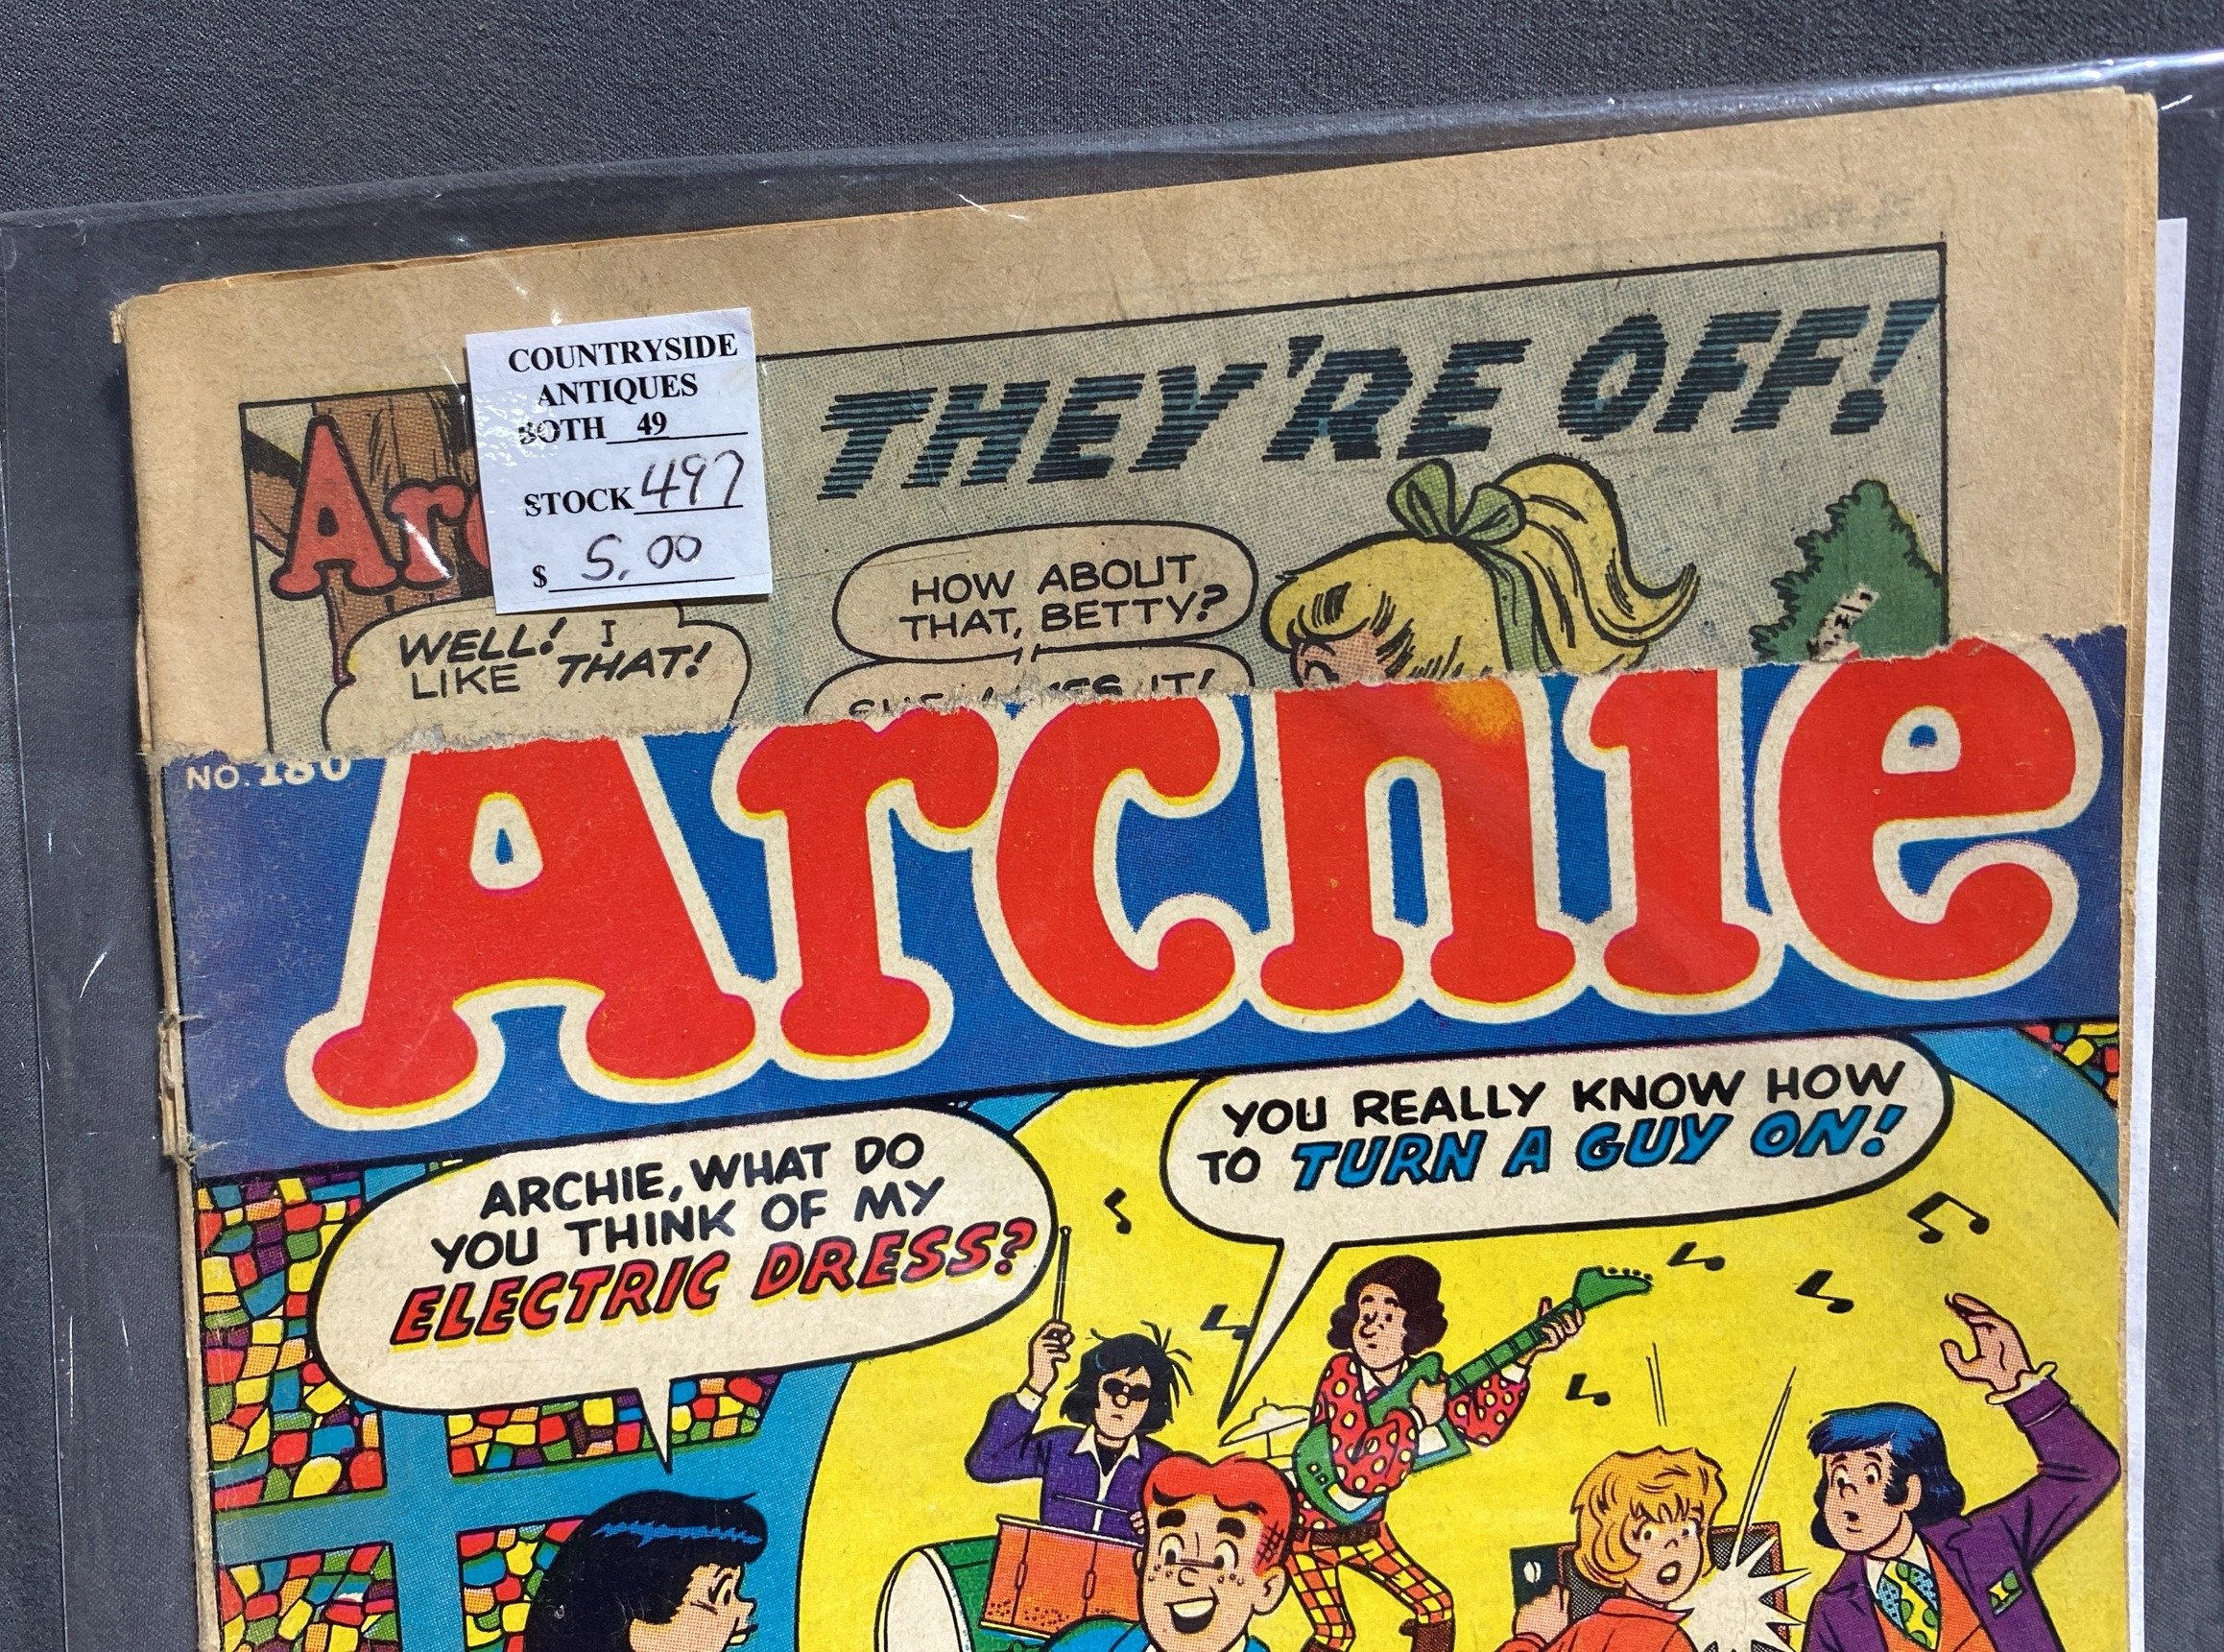 COUNTRYSIDE
ANTIQUES
BOTH 49
STOCK 497
$ 5.00
THEY'RE OFF!
HOW ABOUT
THAT, BETTY?
WELL! I
LIKE THAT!
NO. 180
Archie
YOU REALLY KNOW HOW
TO TURN A GUY ON!
ARCHIE, WHAT DO
YOU THINK OF MY
ELECTRIC DRESS?